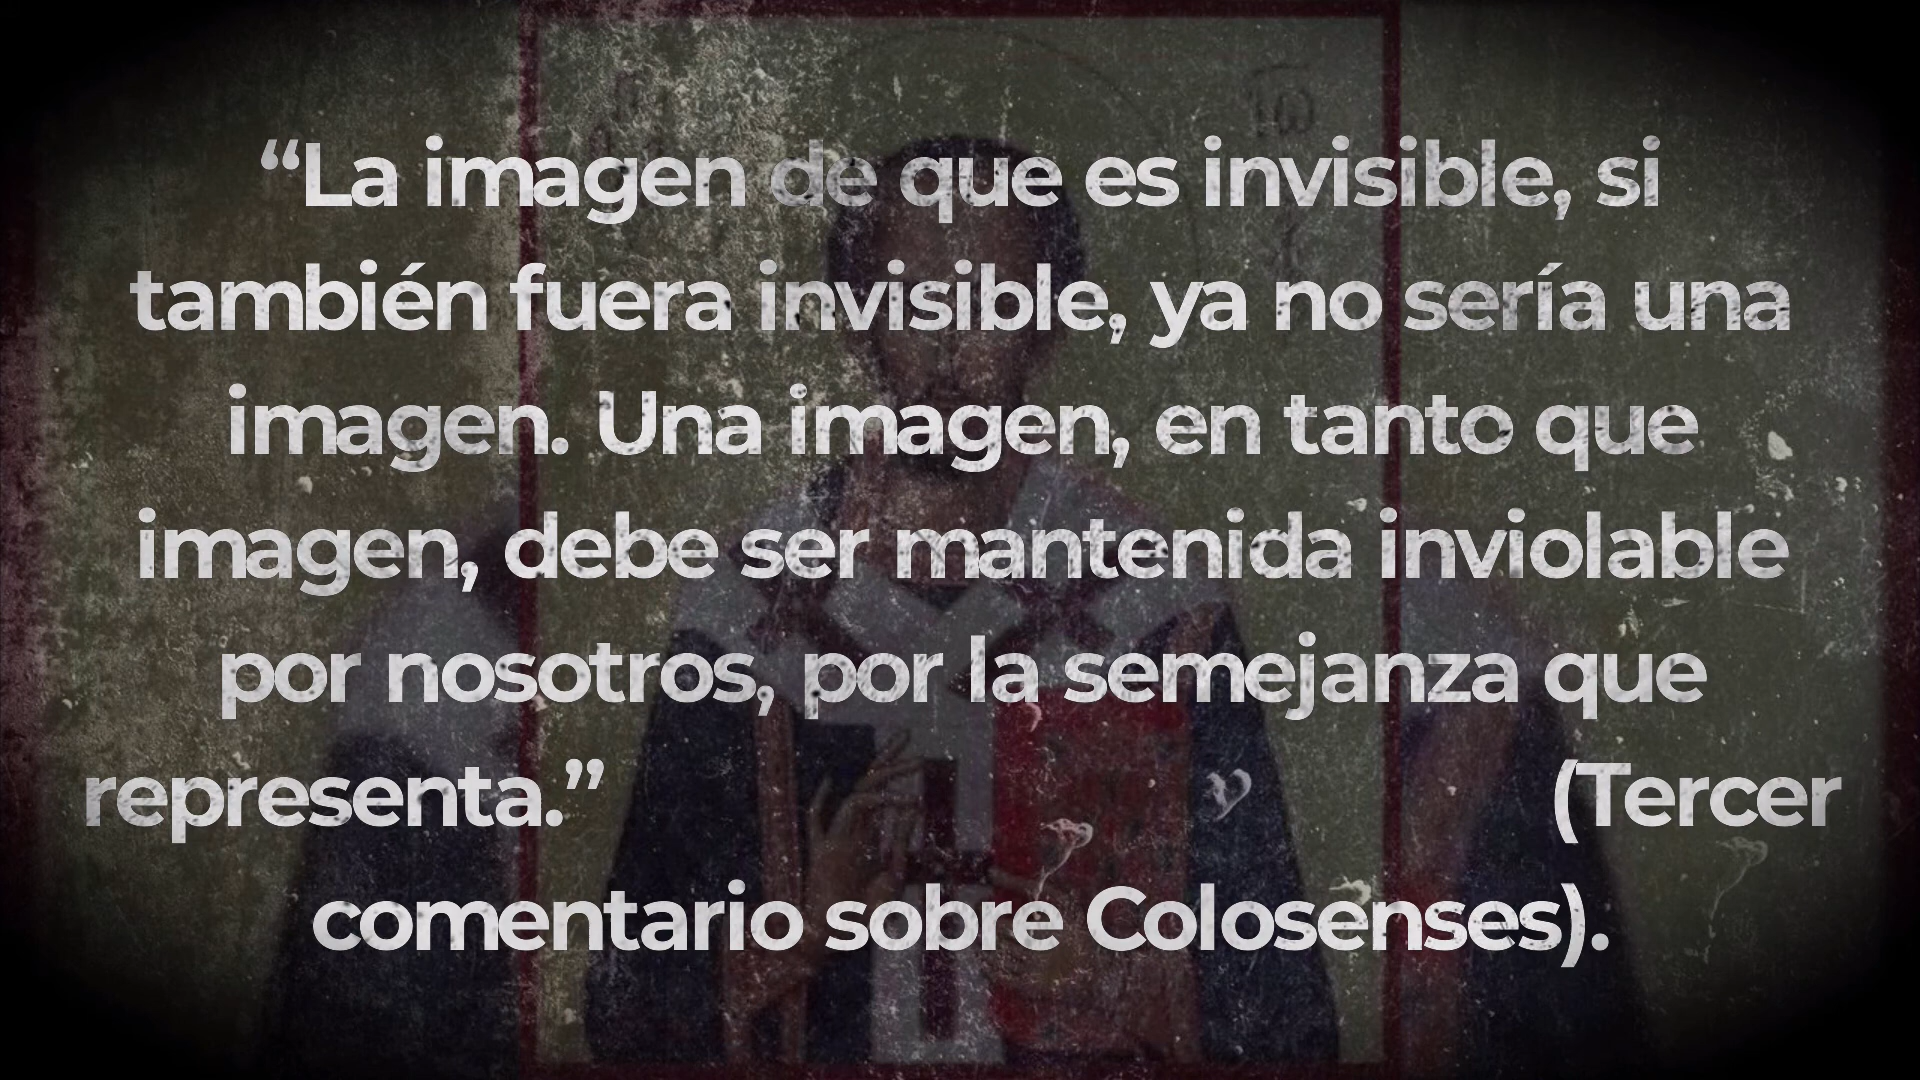 “La imagen de que es invisible, si
también fuera invisible, ya no sería una
imagen. Una imagen, en tanto que
imagen, debe ser mantenida inviolable
por nosotros, por la semejanza que
representa.” (Tercer
comentario sobre Colosenses).